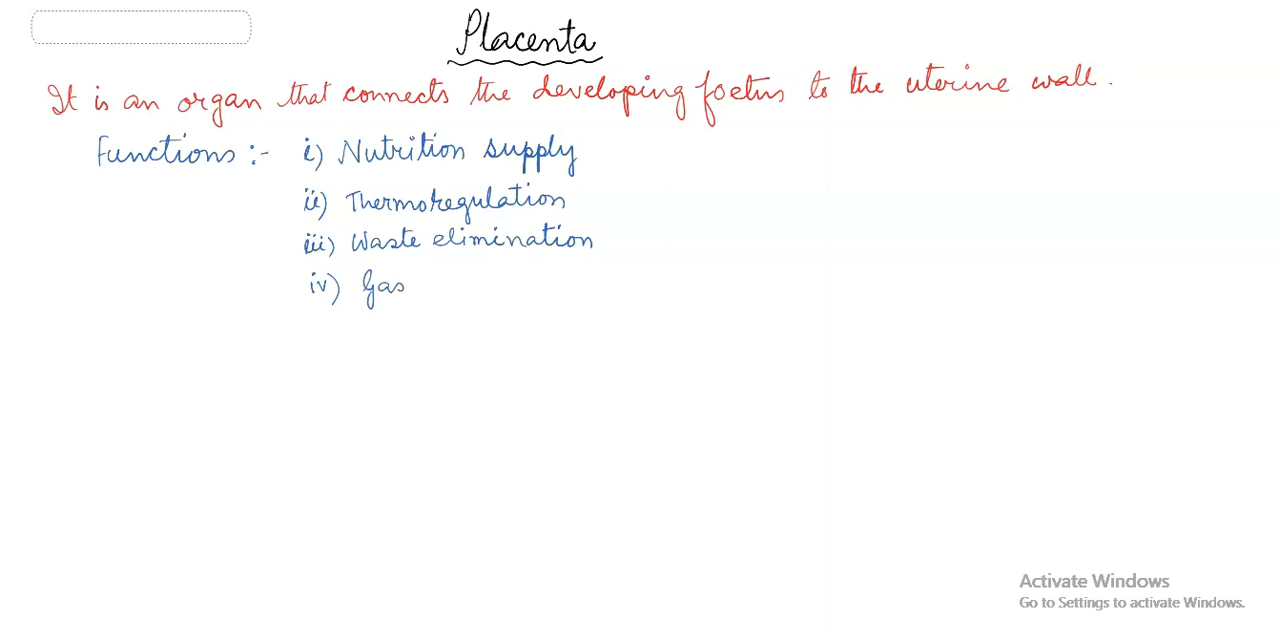 Placenta
It is an organ that connects the developing foetus to the uterine wall.
Functions :- i) Nutrition supply
ii) Thermoregulation
iii) Waste elimination
iv) Gas
Activate Windows
Go to Settings to activate Windows.